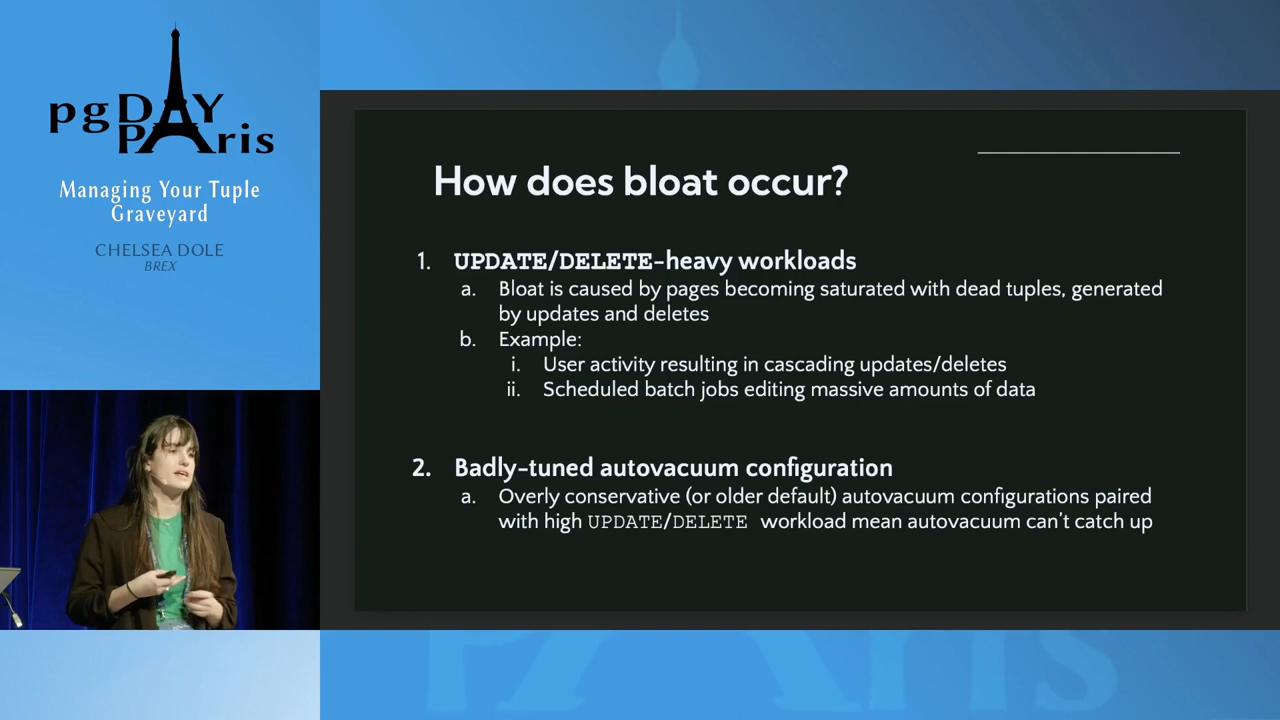 pgDAY
PAris
Managing Your Tuple
Graveyard
CHELSEA DOLE
BREX
How does bloat occur?
1. UPDATE/DELETE-heavy workloads
a. Bloat is caused by pages becoming saturated with dead tuples, generated
by updates and deletes
b. Example:
i. User activity resulting in cascading updates/deletes
ii. Scheduled batch jobs editing massive amounts of data
2. Badly-tuned autovacuum configuration
a. Overly conservative (or older default) autovacuum configurations paired
with high UPDATE/DELETE workload mean autovacuum can't catch up